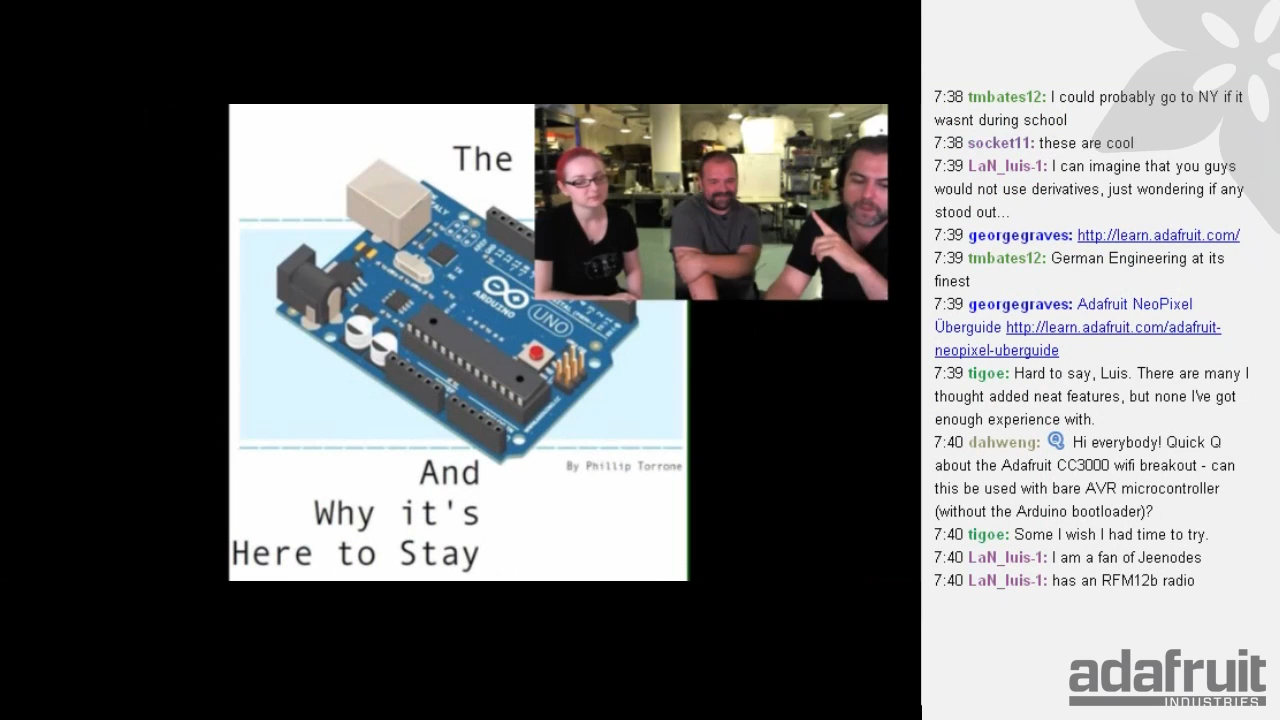 The
ITALY
TX
ARDUINO
UNO
And
By Phillip Torrone
Why it's
Here to Stay
7:38 tmbates12: I could probably go to NY if it
wasnt during school
7:38 socket11: these are cool
7:39 LaN_luis-1: I can imagine that you guys
would not use derivatives, just wondering if any
stood out...
7:39 georgegraves: http://learn.adafruit.com/
7:39 tmbates12: German Engineering at its
finest
7:39 georgegraves: Adafruit NeoPixel
Überguide http://learn.adafruit.com/adafruit-
neopixel-uberguide
7:39 tigoe: Hard to say, Luis. There are many I
thought added neat features, but none I've got
enough experience with.
7:40 dahweng: Q Hi everybody! Quick Q
about the Adafruit CC3000 wifi breakout - can
this be used with bare AVR microcontroller
(without the Arduino bootloader)?
7:40 tigoe: Some I wish I had time to try.
7:40 LaN_luis-1: I am a fan of Jeenodes
7:40 LaN_luis-1: has an RFM12b radio
adafruit
INDUSTRIES